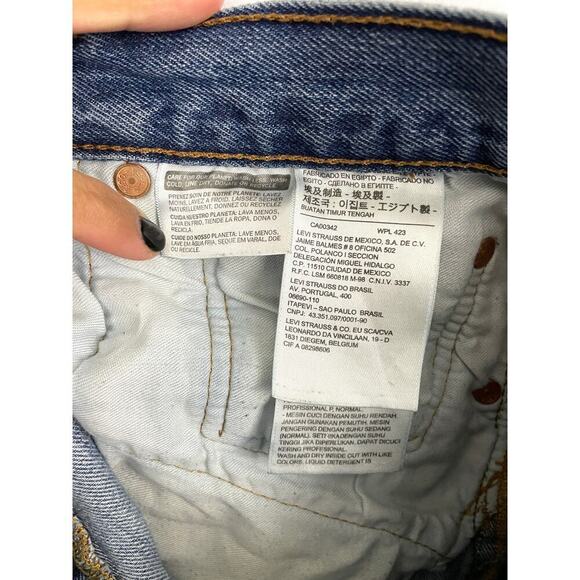 CARE FOR OUR PLANET: WASH LESS, WASH
COLD, LINE DRY, DONATE OR RECYCLE.
PRENEZ SOIN DE NOTRE PLANETE: LAVEZ
MOINS, LAVEZ A FROID, LAISSEZ SECHER
NATURELLEMENT, DONNEZ OU RECYCLEZ
CUIDA NUESTRO PLANETA: LAVA MENOS,
LAVA EN FRIO, TIENDE LA ROPA, DONA O
RECICLA.
CUIDE DO NOSSO PLANETA: LAVE MENOS,
LAVE EM ÁGUA FRIA, SEQUE EM VARAL, DOE
OU RECICLE.
FABRICADO EN EGIPTO - FABRICADO NO
EGITO - СДЕЛАНО В ЕГИПТЕ -
埃及制造 - 埃及製 -
제조국 : 이집트 - エジプト製 -
BUATAN TIMUR TENGAH
CA00342 WPL 423
LEVI STRAUSS DE MEXICO, S.A. DE C.V.
JAIME BALMES # 8 OFICINA 502
COL. POLANCO I SECCION
DELEGACIÓN MIGUEL HIDALGO
C.P. 11510 CIUDAD DE MEXICO
R.F.C. LSM 660818 M-98 C.N.I.V. 3337
LEVI STRAUSS DO BRASIL
AV. PORTUGAL, 400
06690-110
ITAPEVI – SAO PAULO BRASIL
CNPJ: 43.351.097/0001-90
LEVI STRAUSS & CO. EU SCA/CVA
LEONARDO DA VINCILAAN, 19 - D
1831 DIEGEM, BELGIUM
CIF A 08298606
PROFESIONAL P, NORMAL.
JANGAN GUNAKAN PEMUTIH. MESIN
PENGERING DENGAN SUHU SEDANG
(NORMAL). SETRIKA DENGAN SUHU
TINGGI JIKA DIPERLUKAN. DAPAT DICUCI
KERING PROFESIONAL.
WASH AND DRY INSIDE OUT WITH LIKE
COLORS. LIQUID DETERGENT IS